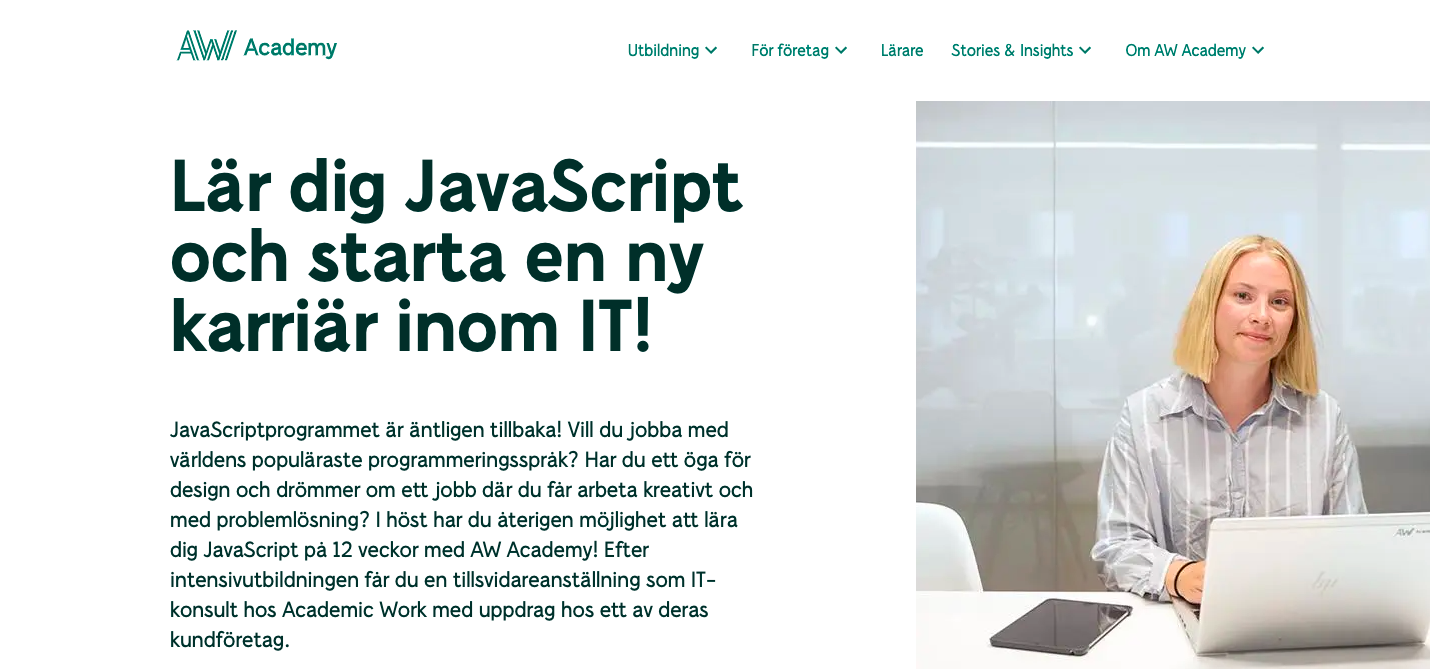 AW Academy
Utbildning För företag Lärare Stories & Insights Om AW Academy
Lär dig JavaScript
och starta en ny
karriär inom IT!
JavaScriptprogrammet är äntligen tillbaka! Vill du jobba med
världens populäraste programmeringsspråk? Har du ett öga för
design och drömmer om ett jobb där du får arbeta kreativt och
med problemlösning? I höst har du återigen möjlighet att lära
dig JavaScript på 12 veckor med AW Academy! Efter
intensivutbildningen får du en tillsvidareanställning som IT-
konsult hos Academic Work med uppdrag hos ett av deras
kundföretag.
AW
hp